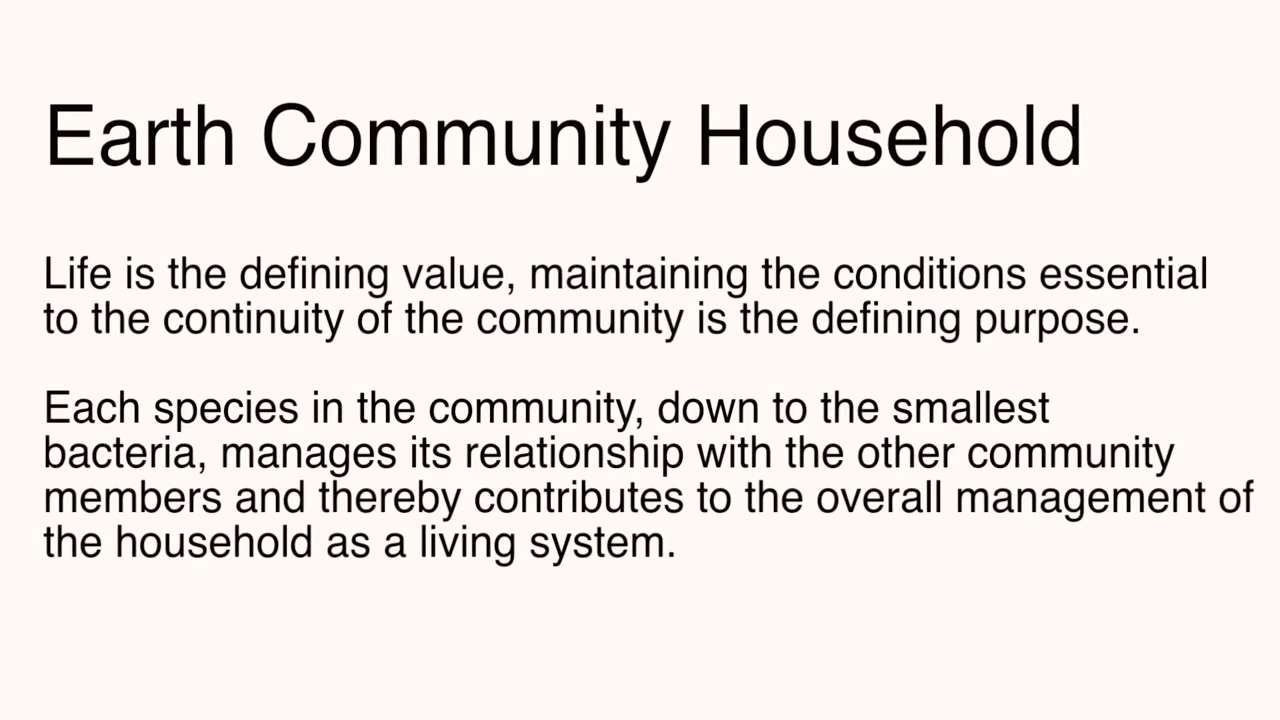 Earth Community Household
Life is the defining value, maintaining the conditions essential
to the continuity of the community is the defining purpose.
Each species in the community, down to the smallest
bacteria, manages its relationship with the other community
members and thereby contributes to the overall management of
the household as a living system.